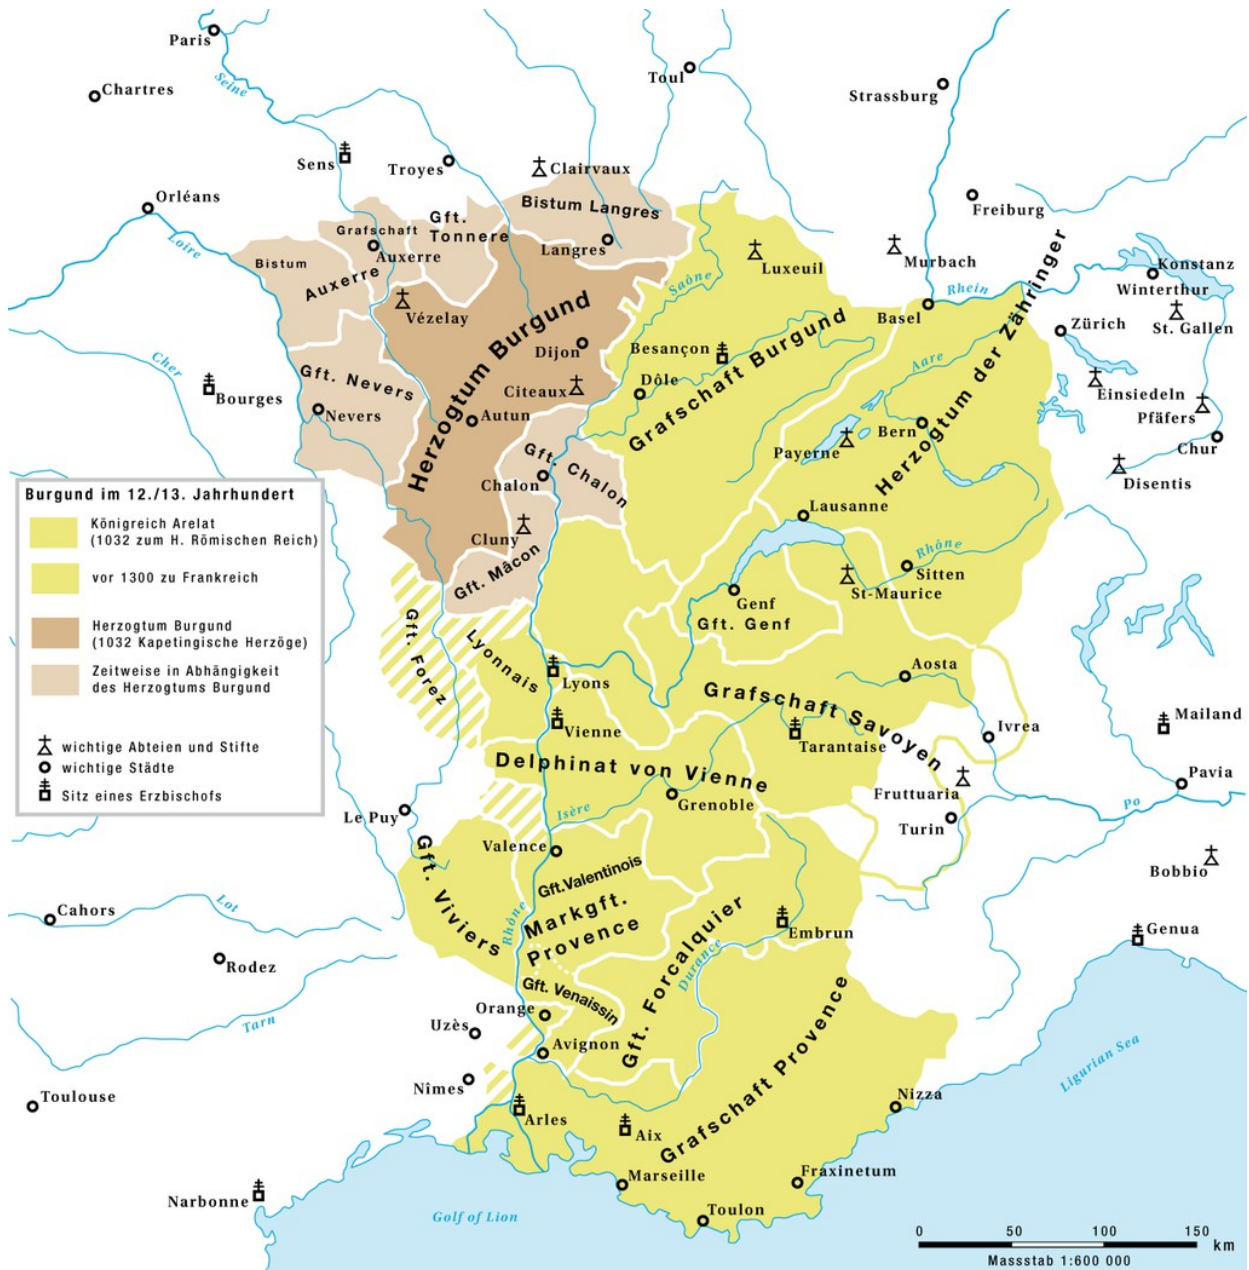 Paris
Seine
Chartres
Toul
Strassburg
Sens
Troyes
Clairvaux
Orléans
Loire
Bistum Langres
Gft.
Tonnere
Grafschaft
Auxerre
Langres
Freiburg
Bistum
Auxerre
Saône
Luxeuil
Murbach
Konstanz
Winterthur
Rhein
Vézelay
Basel
St. Gallen
Zürich
Herzogtum Burgund
Dijon
Besançon
Grafschaft Burgund
Aare
Herzogtum der Zähringer
Cher
Bourges
Gft. Nevers
Nevers
Citeaux
Dôle
Einsiedeln
Pfäfers
Autun
Bern
Chur
Payerne
Disentis
Gft. Chalon
Chalon
Burgund im 12./13. Jahrhundert
Königreich Arelat
(1032 zum H. Römischen Reich)
vor 1300 zu Frankreich
Herzogtum Burgund
(1032 Kapetingische Herzöge)
Zeitweise in Abhängigkeit
des Herzogtums Burgund
wichtige Abteien und Stifte
wichtige Städte
Sitz eines Erzbischofs
Lausanne
Cluny
Gft. Mâcon
Rhône
Sitten
St-Maurice
Genf
Gft. Genf
Gft. Forez
Lyonnais
Lyons
Aosta
Grafschaft Savoyen
Vienne
Tarantaise
Ivrea
Mailand
Delphinat von Vienne
Grenoble
Isère
Fruttuaria
Pavia
Po
Le Puy
Turin
Valence
Gft. Viviers
Gft.Valentinois
Bobbio
Markgft.
Provence
Rhône
Cahors
Lot
Embrun
Genua
Gft. Forcalquier
Durance
Rodez
Gft. Venaissin
Orange
Uzès
Tarn
Avignon
Grafschaft Provence
Ligurian Sea
Nîmes
Toulouse
Arles
Nizza
Aix
Marseille
Fraxinetum
Narbonne
Toulon
Golf of Lion
0 50 100 150
km
Massstab 1:600 000